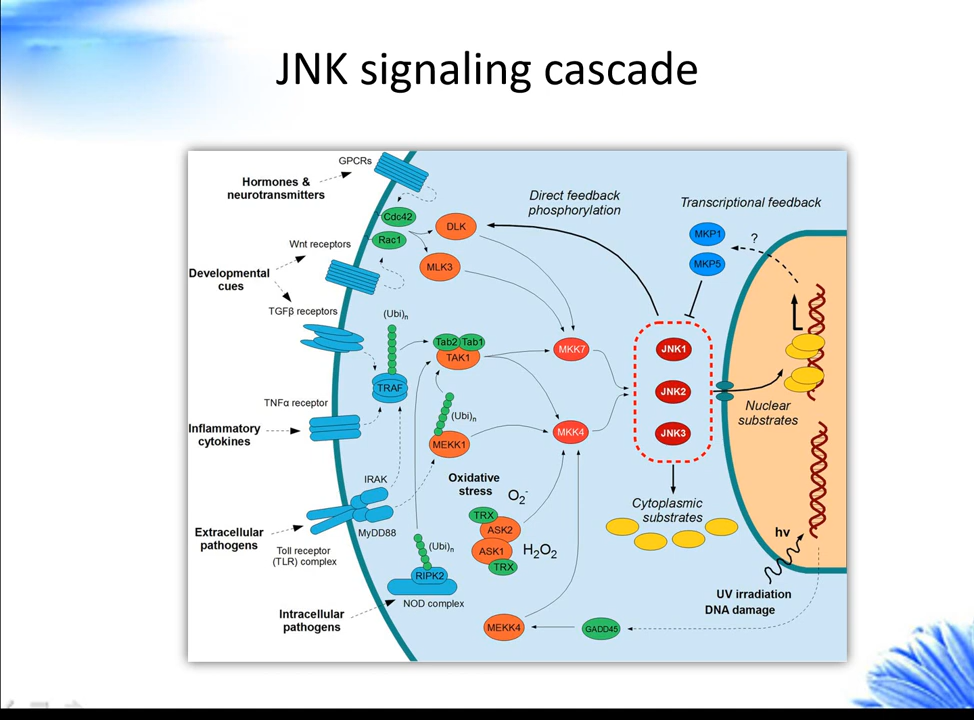 JNK signaling cascade
GPCRs
Hormones &
neurotransmitters
Direct feedback
phosphorylation
Transcriptional feedback
Cdc42
DLK
MKP1
?
Rac1
Wnt receptors
MLK3
MKP5
Developmental
cues
TGFβ receptors
(Ubi)n
Tab2
Tab1
TAK1
MKK7
JNK1
TRAF
JNK2
TNFα receptor
(Ubi)n
Nuclear
substrates
Inflammatory
cytokines
MEKK1
MKK4
JNK3
IRAK
Oxidative
stress
O2-
Cytoplasmic
substrates
TRX
ASK2
MyDD88
Extracellular
pathogens
Toll receptor
(TLR) complex
(Ubi)n
ASK1
H2O2
TRX
hv
RIPK2
NOD complex
UV irradiation
DNA damage
Intracellular
pathogens
MEKK4
GADD45